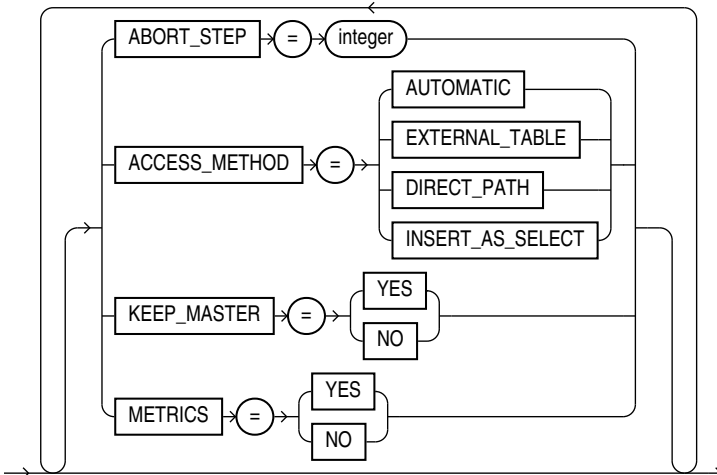 ABORT_STEP = integer
AUTOMATIC
EXTERNAL_TABLE
ACCESS_METHOD =
DIRECT_PATH
INSERT_AS_SELECT
YES
KEEP_MASTER =
NO
YES
METRICS =
NO